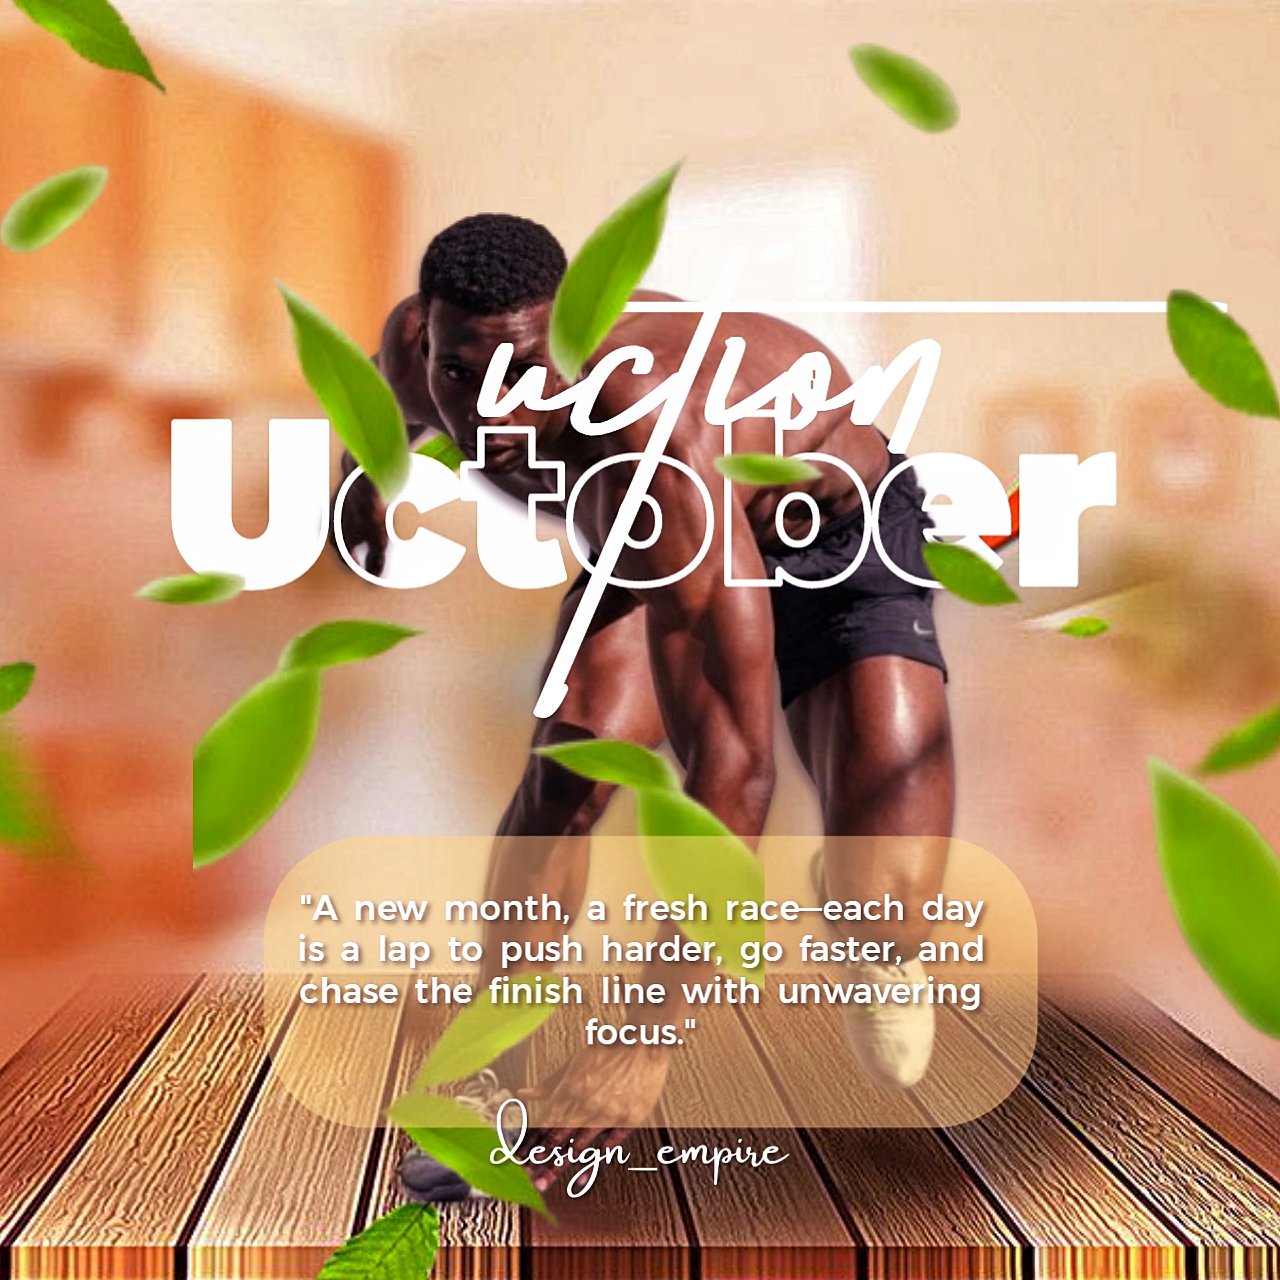 uction
Uctober
"A new month, a fresh race—each day
is a lap to push harder, go faster, and
chase the finish line with unwavering
focus."
design_empire